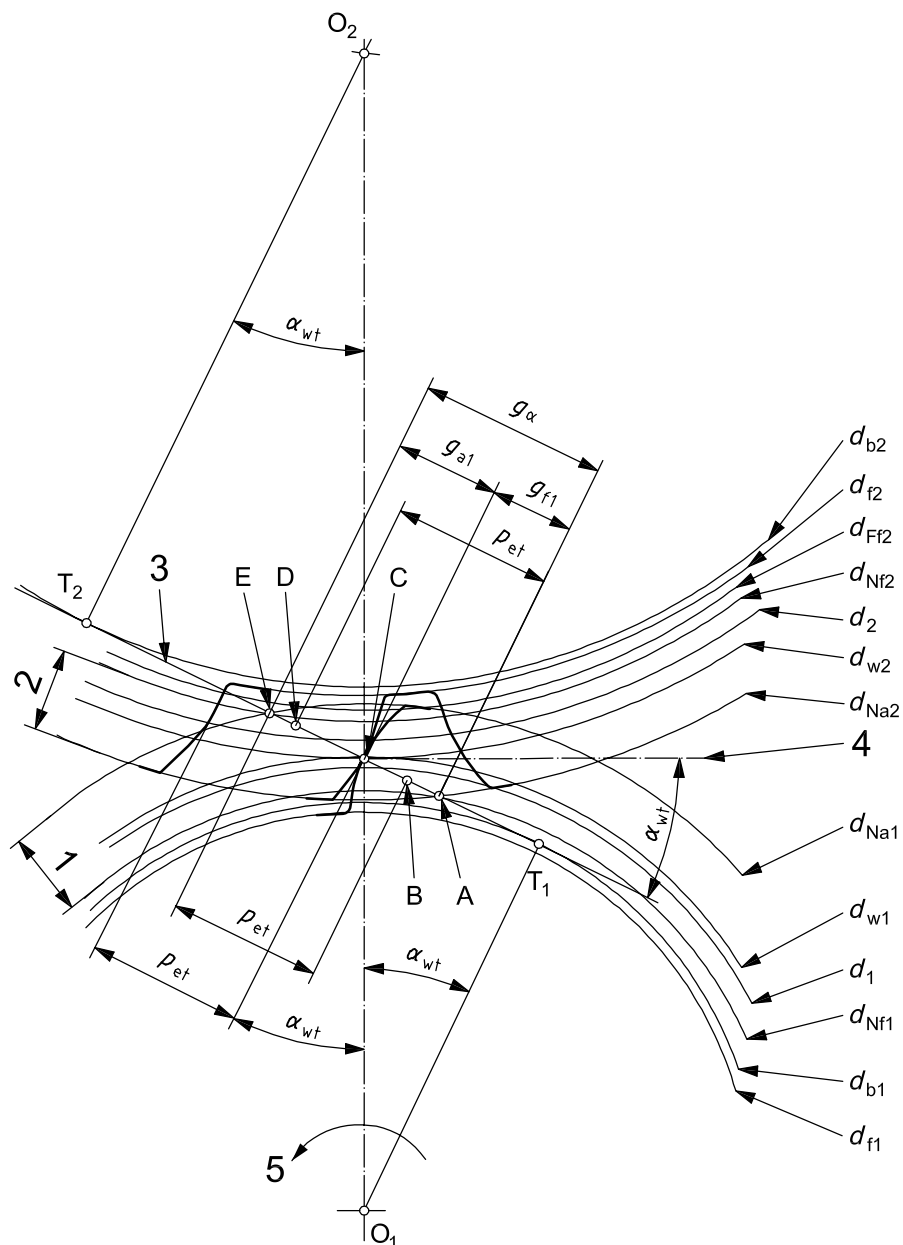 O2
αwt
gα
ga1
gf1
pet
db2
df2
dFf2
dNf2
d2
dw2
dNa2
4
T2
3
E
D
C
2
αwt
dNa1
1
B
A
T1
dw1
d1
dNf1
db1
df1
pet
pet
αwt
αwt
5
O1